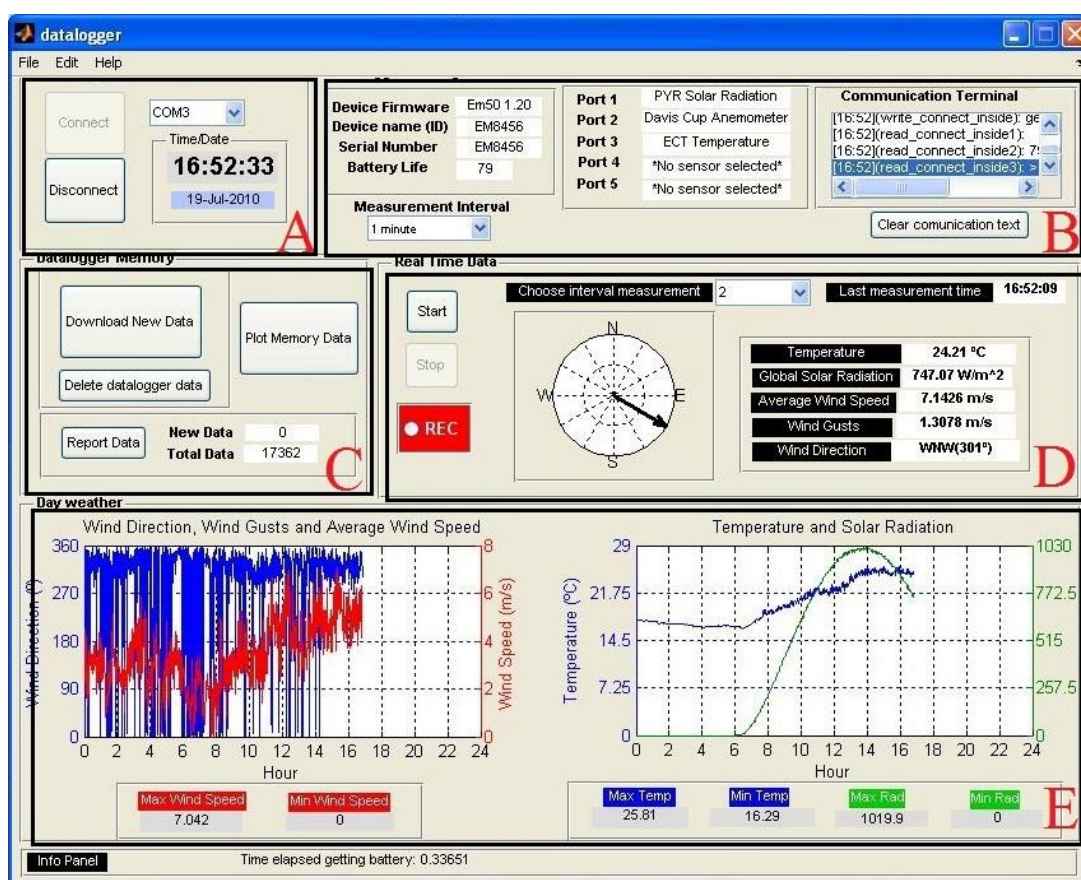 datalogger
File Edit Help
Connect
COM3
Time/Date
16:52:33
19-Jul-2010
Disconnect
A
Device Firmware Em50 1.20
Device name (ID) EM8456
Serial Number EM8456
Battery Life 79
Measurement Interval
1 minute
Port 1 PYR Solar Radiation
Port 2 Davis Cup Anemometer
Port 3 ECT Temperature
Port 4 *No sensor selected*
Port 5 *No sensor selected*
Communication Terminal
[16:52](write_connect_inside): ge
[16:52](read_connect_inside1):
[16:52](read_connect_inside2): 7
[16:52](read_connect_inside3): >
Clear comunication text
B
Datalogger Memory
Download New Data
Delete datalogger data
Plot Memory Data
Report Data
New Data 0
Total Data 17362
C
Real Time Data
Start
Stop
REC
Choose interval measurement 2
Last measurement time 16:52:09
N
W E
S
Temperature 24.21 ºC
Global Solar Radiation 747.07 W/m^2
Average Wind Speed 7.1426 m/s
Wind Gusts 1.3078 m/s
Wind Direction WNW(301º)
D
Day weather
Wind Direction, Wind Gusts and Average Wind Speed
360
270
180
90
0
Wind Direction (º)
8
6
4
2
0
Wind Speed (m/s)
0 2 4 6 8 10 12 14 16 18 20 22 24
Hour
Max Wind Speed Min Wind Speed
7.042 0
Temperature and Solar Radiation
29
21.75
14.5
7.25
0
Temperature (ºC)
1030
772.5
515
257.5
0
0 2 4 6 8 10 12 14 16 18 20 22 24
Hour
Max Temp Min Temp Max Rad Min Rad
25.81 16.29 1019.9 0
E
Info Panel Time elapsed getting battery: 0.33651